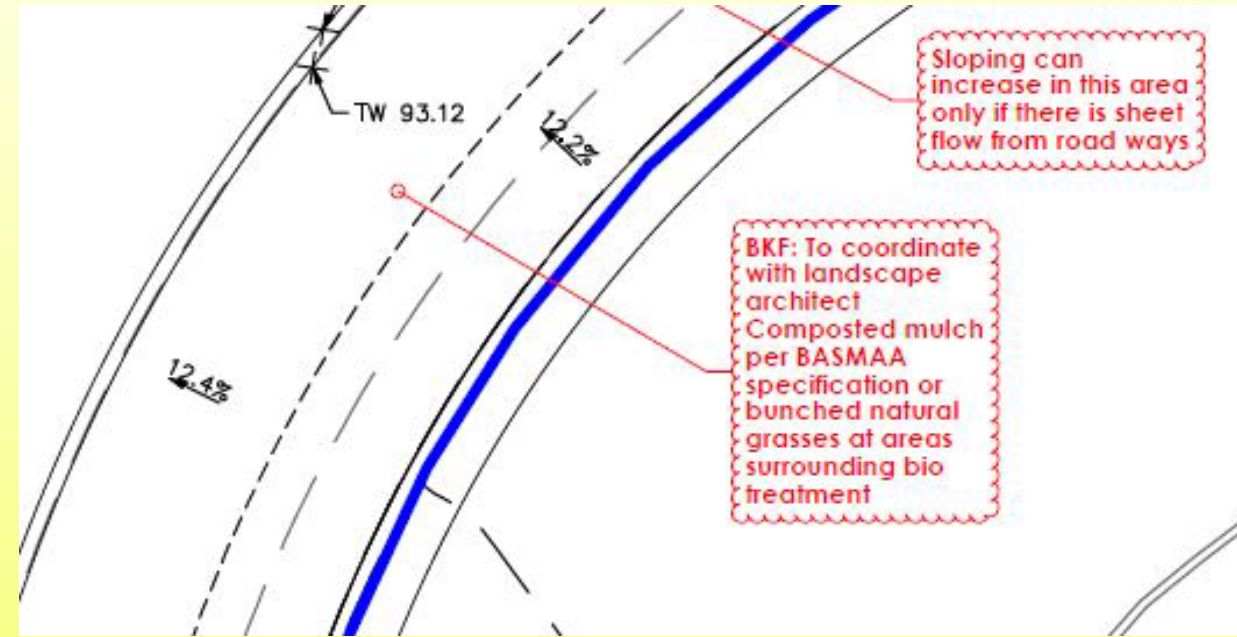 Sloping can
increase in this area
only if there is sheet
flow from road ways
TW 93.12
12.2%
BKF: To coordinate
with landscape
architect
Composted mulch
per BASMAA
specification or
bunched natural
grasses at areas
surrounding bio
treatment
12.4%